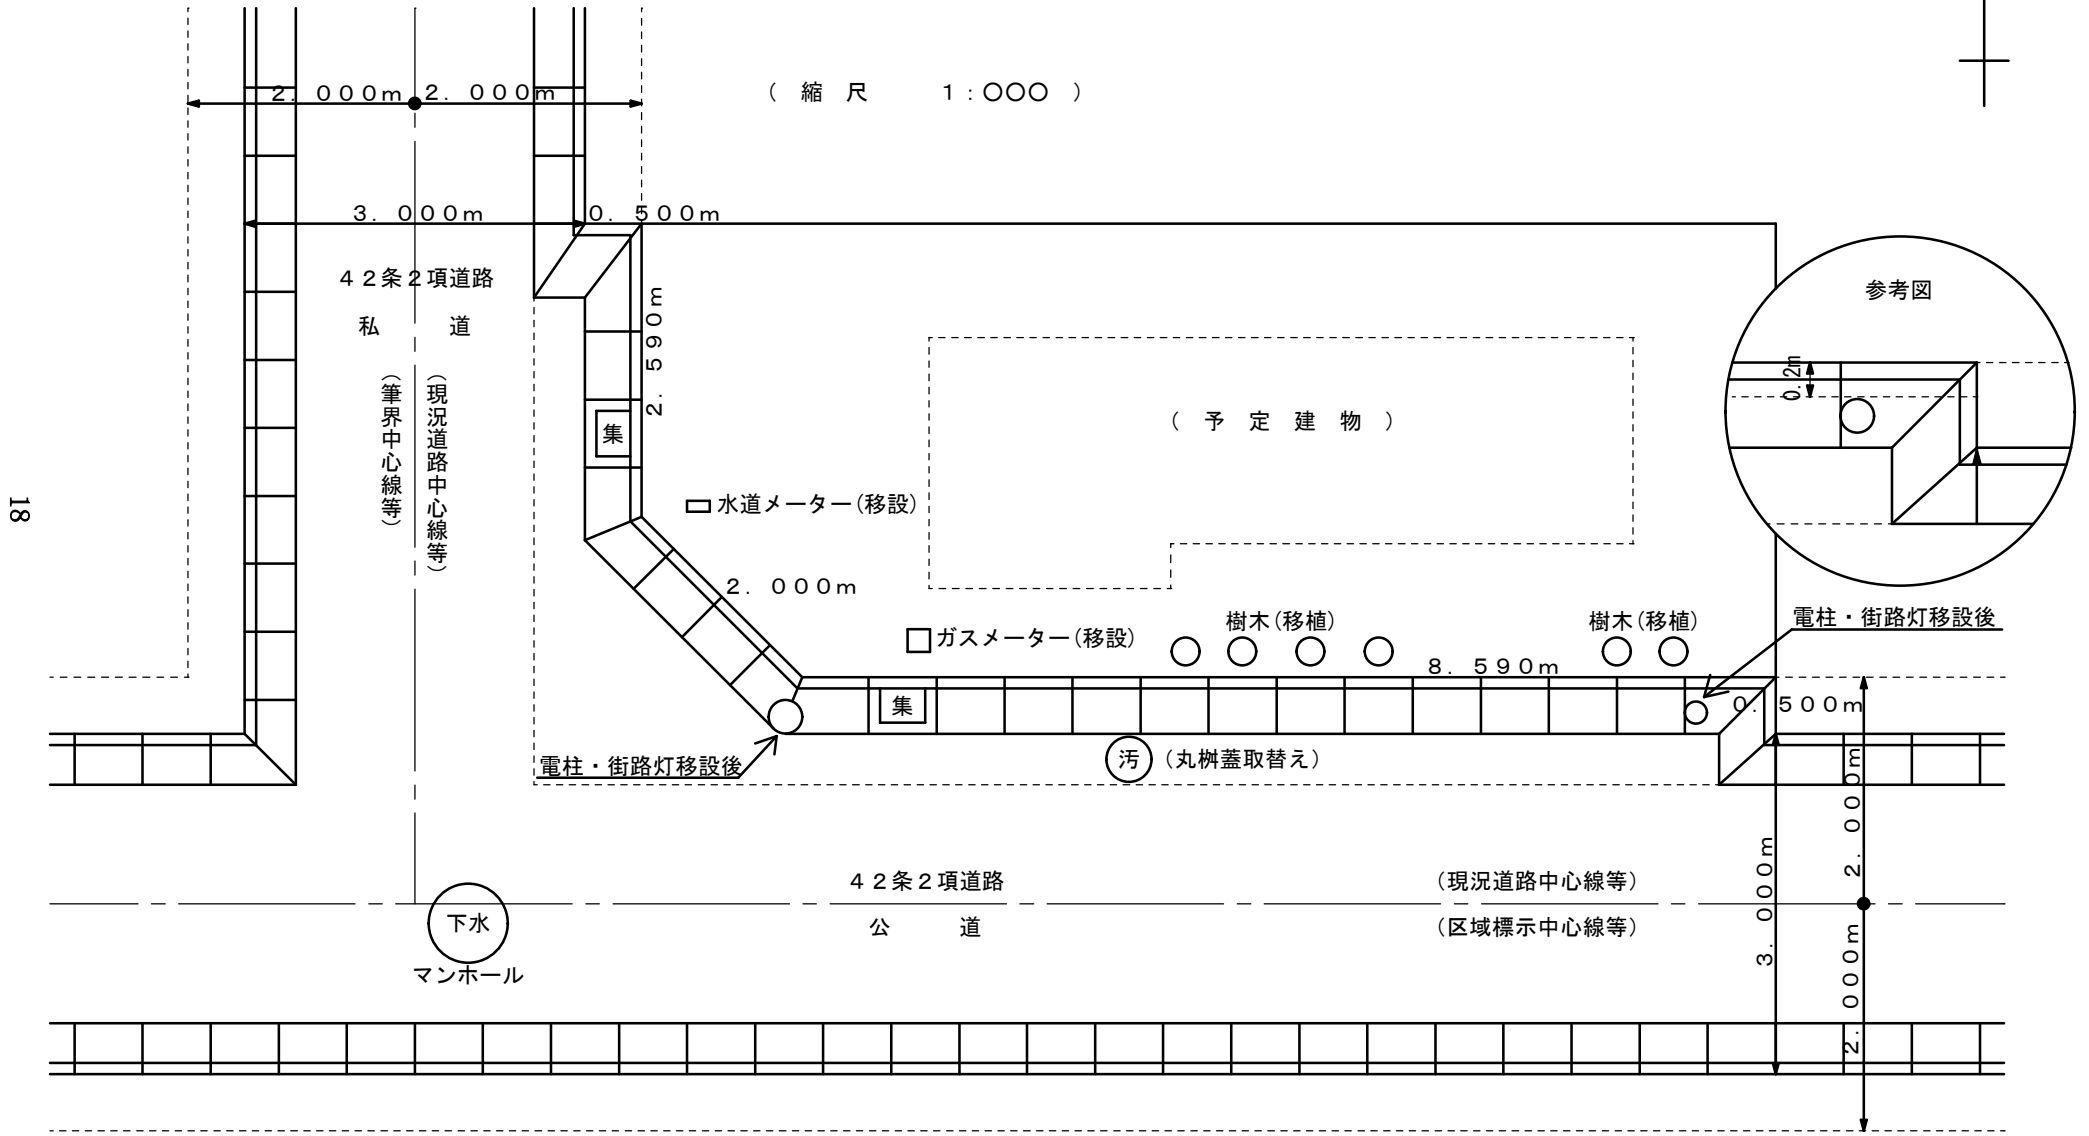 2. 000m 2. 000m
( 縮 尺 1:○○○ )
3. 000m 0. 500m
42条2項道路
私 道
(現況道路中心線等)
(筆界中心線等)
2. 590m
集
参考図
0.2m
( 予 定 建 物 )
水道メーター(移設)
2. 000m
ガスメーター(移設)
樹木(移植)
樹木(移植)
電柱・街路灯移設後
8. 590m
集
0. 500m
電柱・街路灯移設後
汚 (丸桝蓋取替え)
2. 000m
3. 000m
2. 000m
42条2項道路
公 道
(現況道路中心線等)
(区域標示中心線等)
下水
マンホール
18